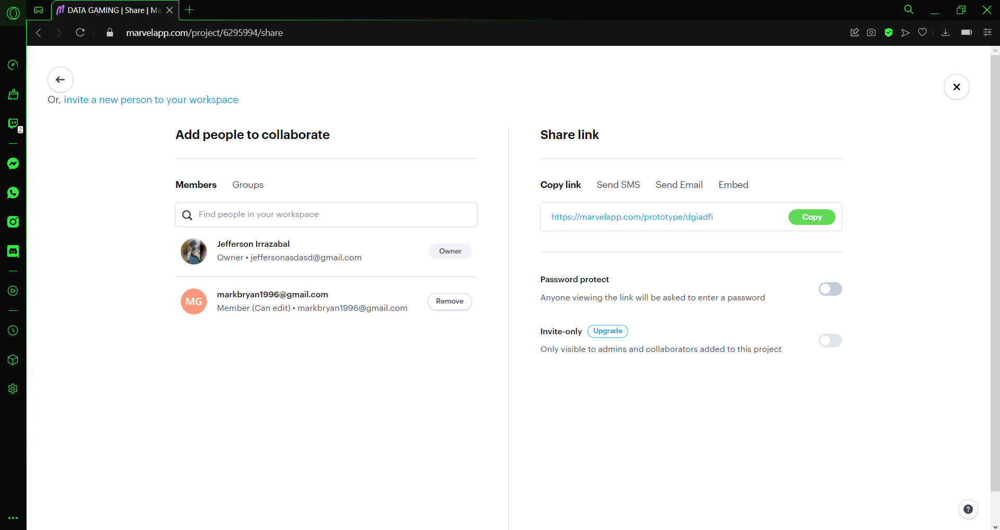 DATA GAMING | Share | Ma
marvelapp.com/project/6295994/share
2
Or, invite a new person to your workspace
Add people to collaborate
Members Groups
Find people in your workspace
Jefferson Irrazabal
Owner • jeffersonasdasd@gmail.com
Owner
MG
markbryan1996@gmail.com
Member (Can edit) • markbryan1996@gmail.com
Remove
Share link
Copy link Send SMS Send Email Embed
https://marvelapp.com/prototype/dgiadfi
Copy
Password protect
Anyone viewing the link will be asked to enter a password
Invite-only Upgrade
Only visible to admins and collaborators added to this project
?